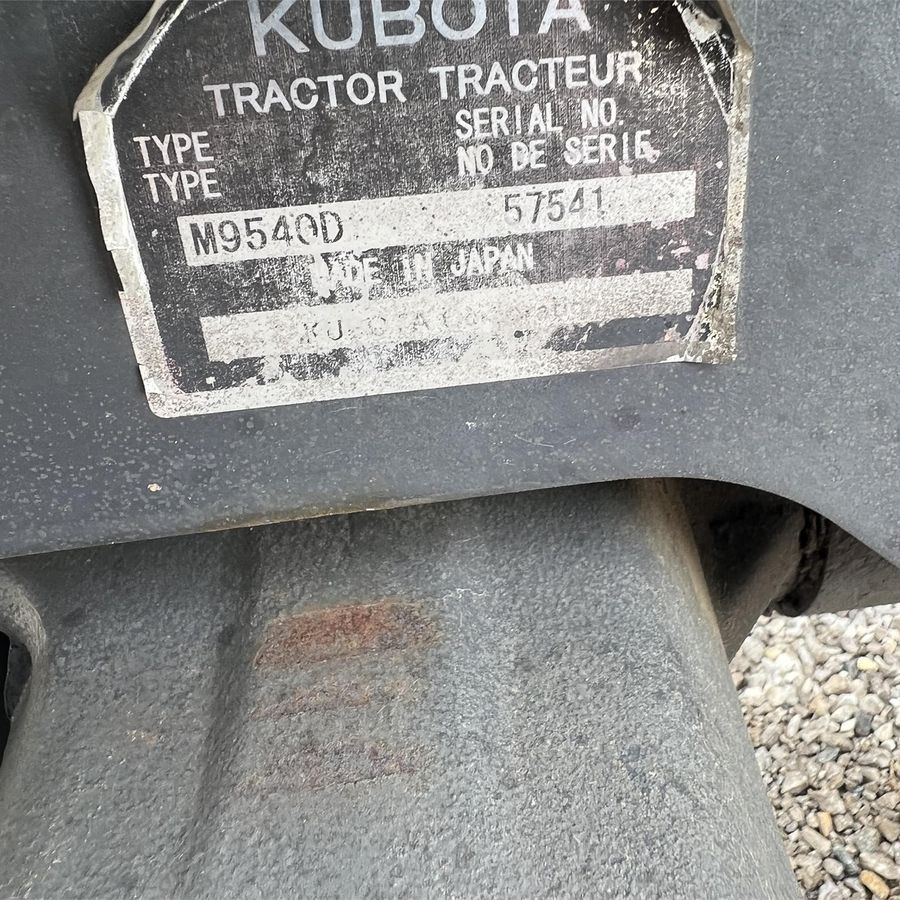 KUBOTA
TRACTOR TRACTEUR
TYPE SERIAL NO.
TYPE NO DE SERIE
M9540D 57541
MADE IN JAPAN